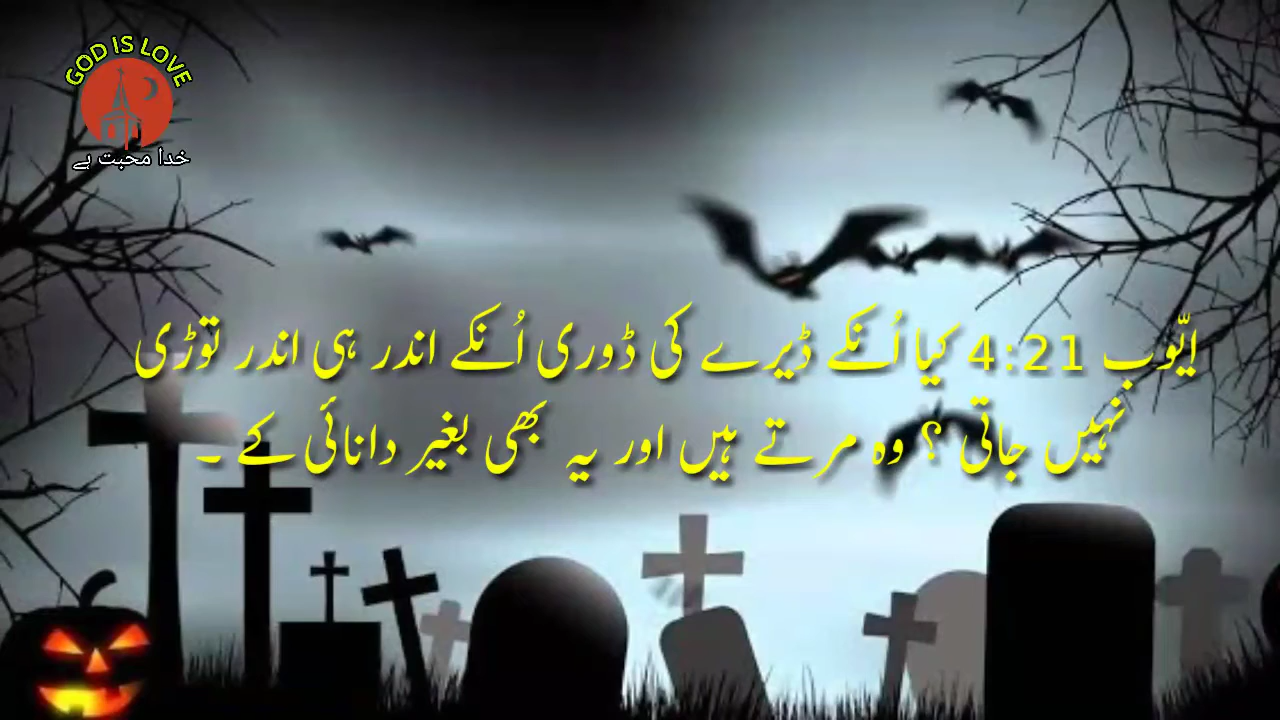 GOD IS LOVE
خدا محبت ہے
ایّوب 4:21 کیا اُنکے ڈیرے کی ڈوری اُنکے اندر ہی اندر توڑی
نہیں جاتی ؟ وہ مرتے ہیں اور یہ بھی بغیر دانائی کے ۔